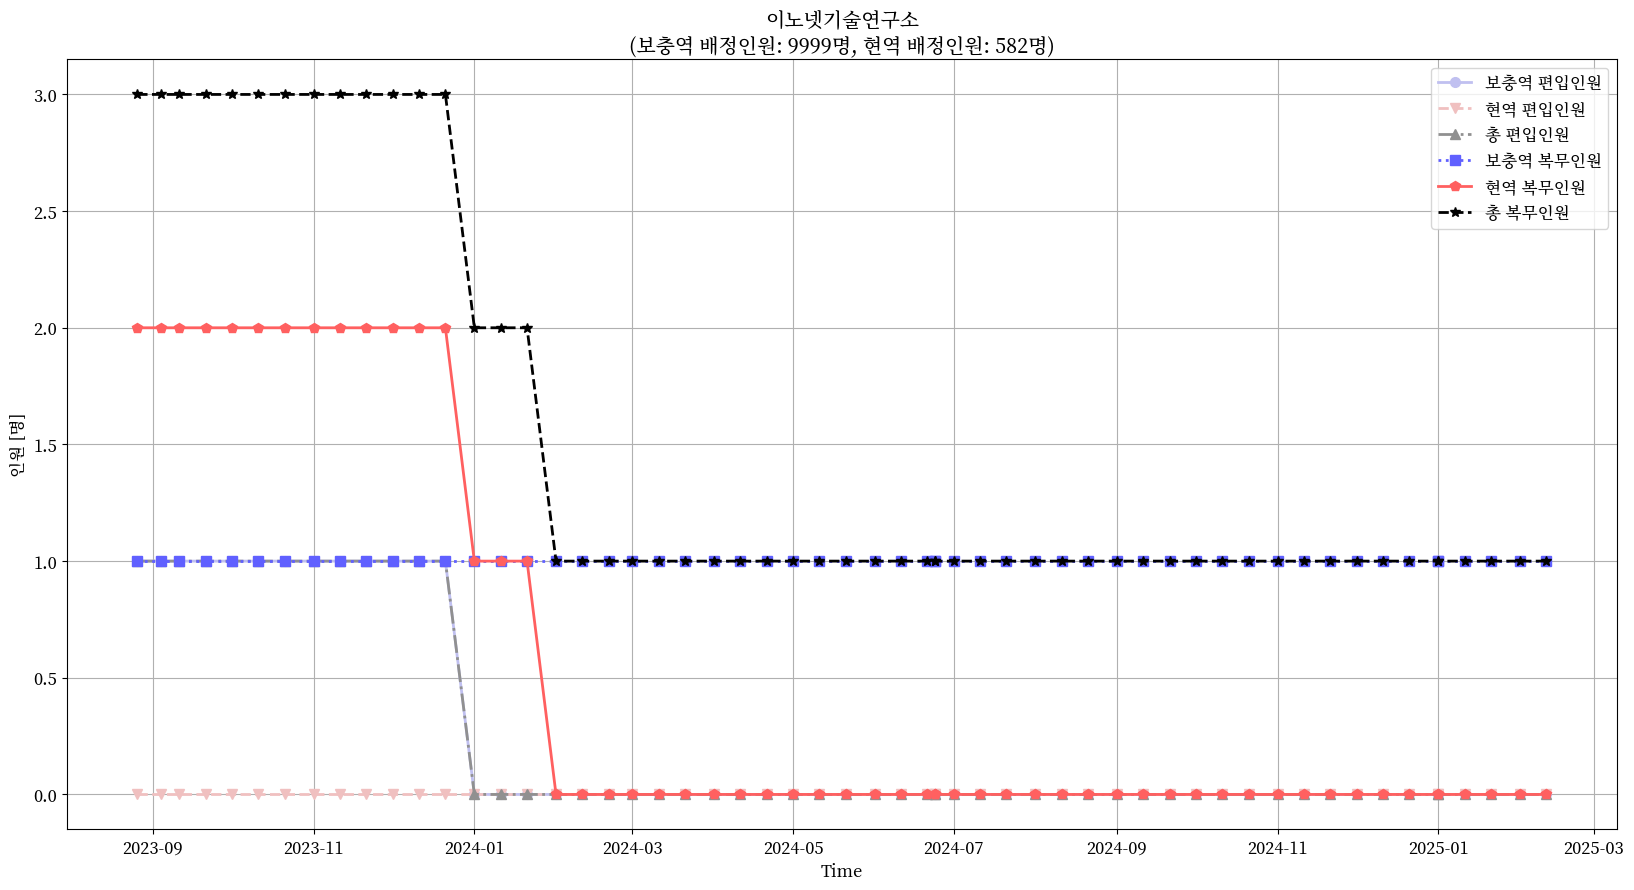 이노넷기술연구소
(보충역 배정인원: 9999명, 현역 배정인원: 582명)
보충역 편입인원
현역 편입인원
총 편입인원
보충역 복무인원
현역 복무인원
총 복무인원
3.0
2.5
2.0
1.5
1.0
0.5
0.0
인원 [명]
2023-09
2023-11
2024-01
2024-03
2024-05
2024-07
2024-09
2024-11
2025-01
2025-03
Time